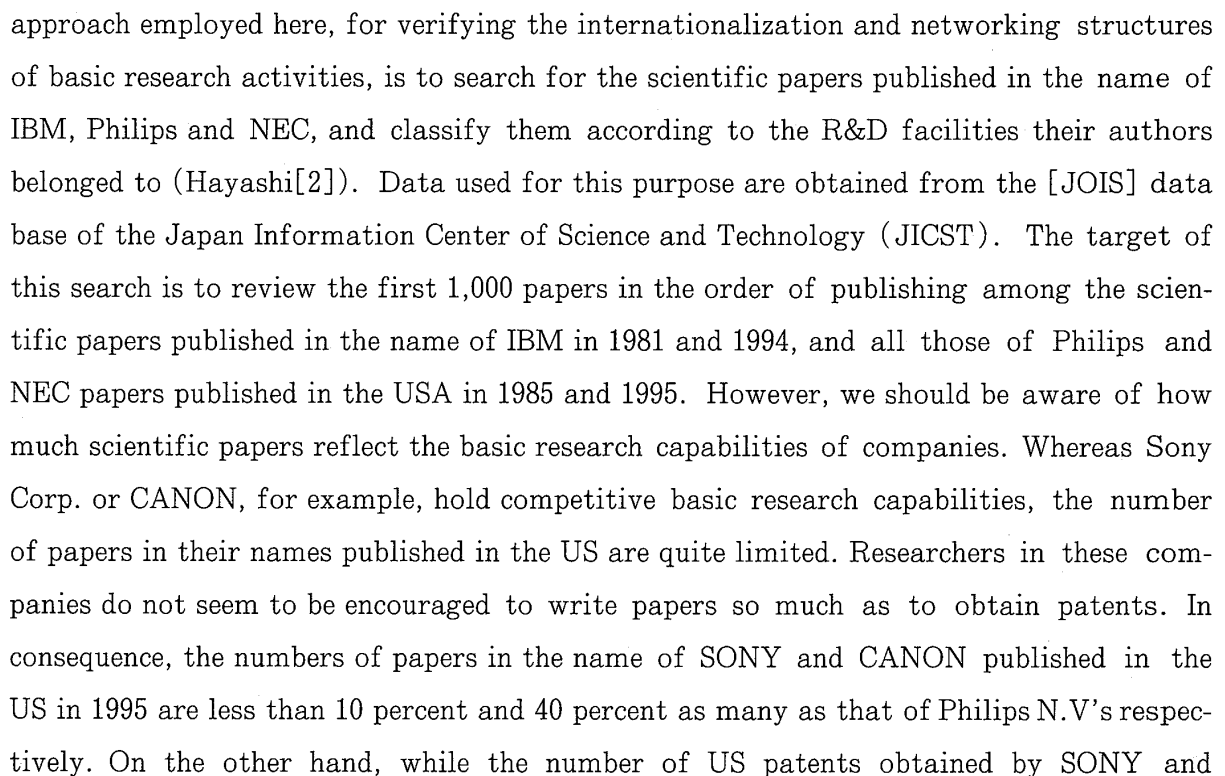 approach employed here, for verifying the internationalization and networking structures
of basic research activities, is to search for the scientific papers published in the name of
IBM, Philips and NEC, and classify them according to the R&D facilities their authors
belonged to (Hayashi[2]). Data used for this purpose are obtained from the [JOIS] data
base of the Japan Information Center of Science and Technology (JICST). The target of
this search is to review the first 1,000 papers in the order of publishing among the scien-
tific papers published in the name of IBM in 1981 and 1994, and all those of Philips and
NEC papers published in the USA in 1985 and 1995. However, we should be aware of how
much scientific papers reflect the basic research capabilities of companies. Whereas Sony
Corp. or CANON, for example, hold competitive basic research capabilities, the number
of papers in their names published in the US are quite limited. Researchers in these com-
panies do not seem to be encouraged to write papers so much as to obtain patents. In
consequence, the numbers of papers in the name of SONY and CANON published in the
US in 1995 are less than 10 percent and 40 percent as many as that of Philips N.V's respec-
tively. On the other hand, while the number of US patents obtained by SONY and